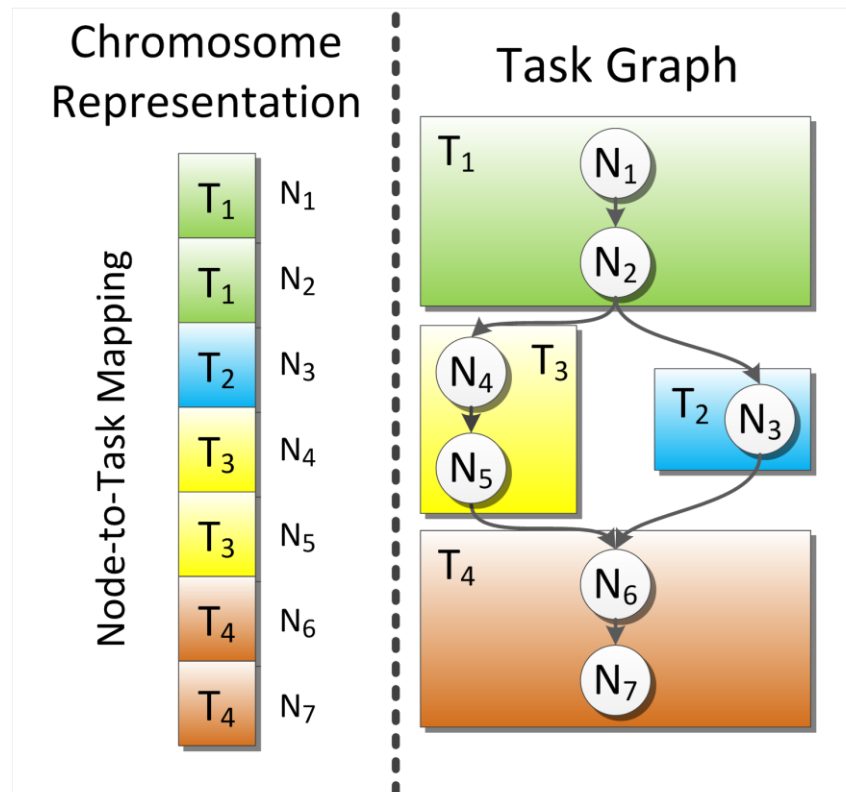 Chromosome
Representation
Node-to-Task Mapping
T₁ N₁
T₁ N₂
T₂ N₃
T₃ N₄
T₃ N₅
T₄ N₆
T₄ N₇
Task Graph
T₁
N₁
N₂
N₄
T₃
N₅
T₂
N₃
T₄
N₆
N₇